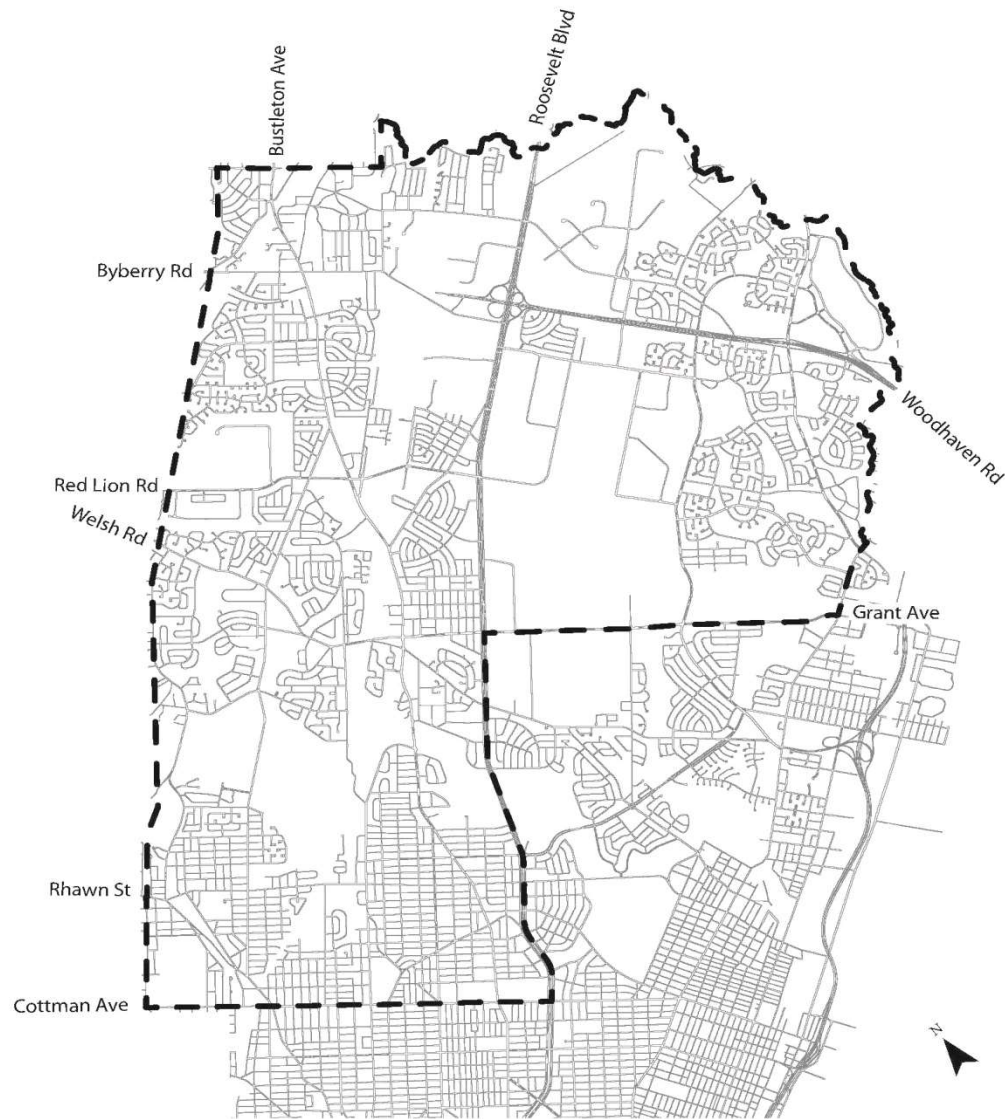 Bustleton Ave
Roosevelt Blvd
Byberry Rd
Woodhaven Rd
Red Lion Rd
Welsh Rd
Grant Ave
Rhawn St
Cottman Ave
N